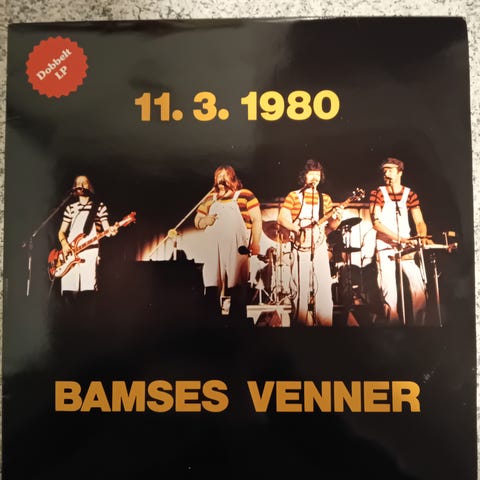 Dobbelt
LP
11. 3. 1980
BAMSES VENNER